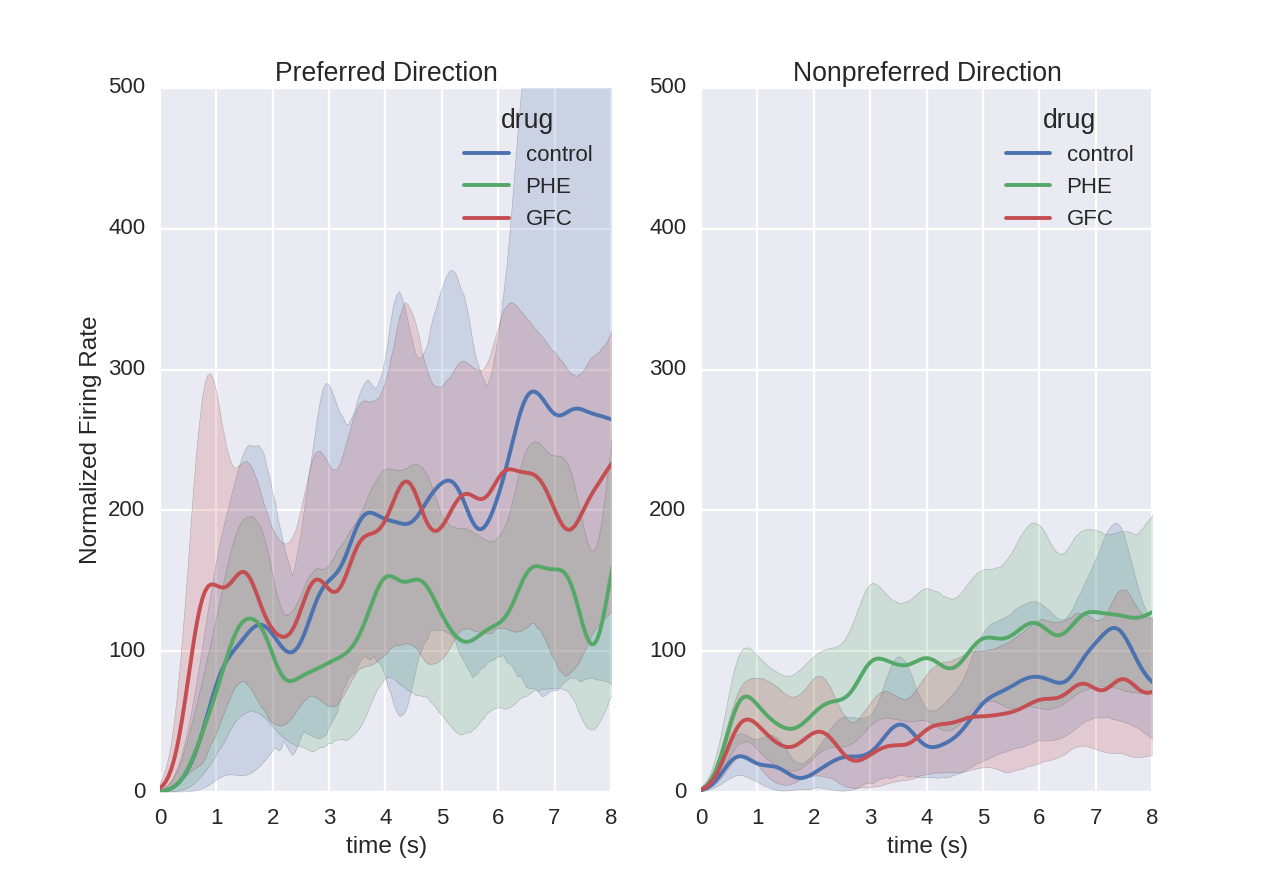 Preferred Direction
Nonpreferred Direction
Normalized Firing Rate
500
400
300
200
100
0
drug
control
PHE
GFC
0 1 2 3 4 5 6 7 8
time (s)
500
400
300
200
100
0
drug
control
PHE
GFC
0 1 2 3 4 5 6 7 8
time (s)